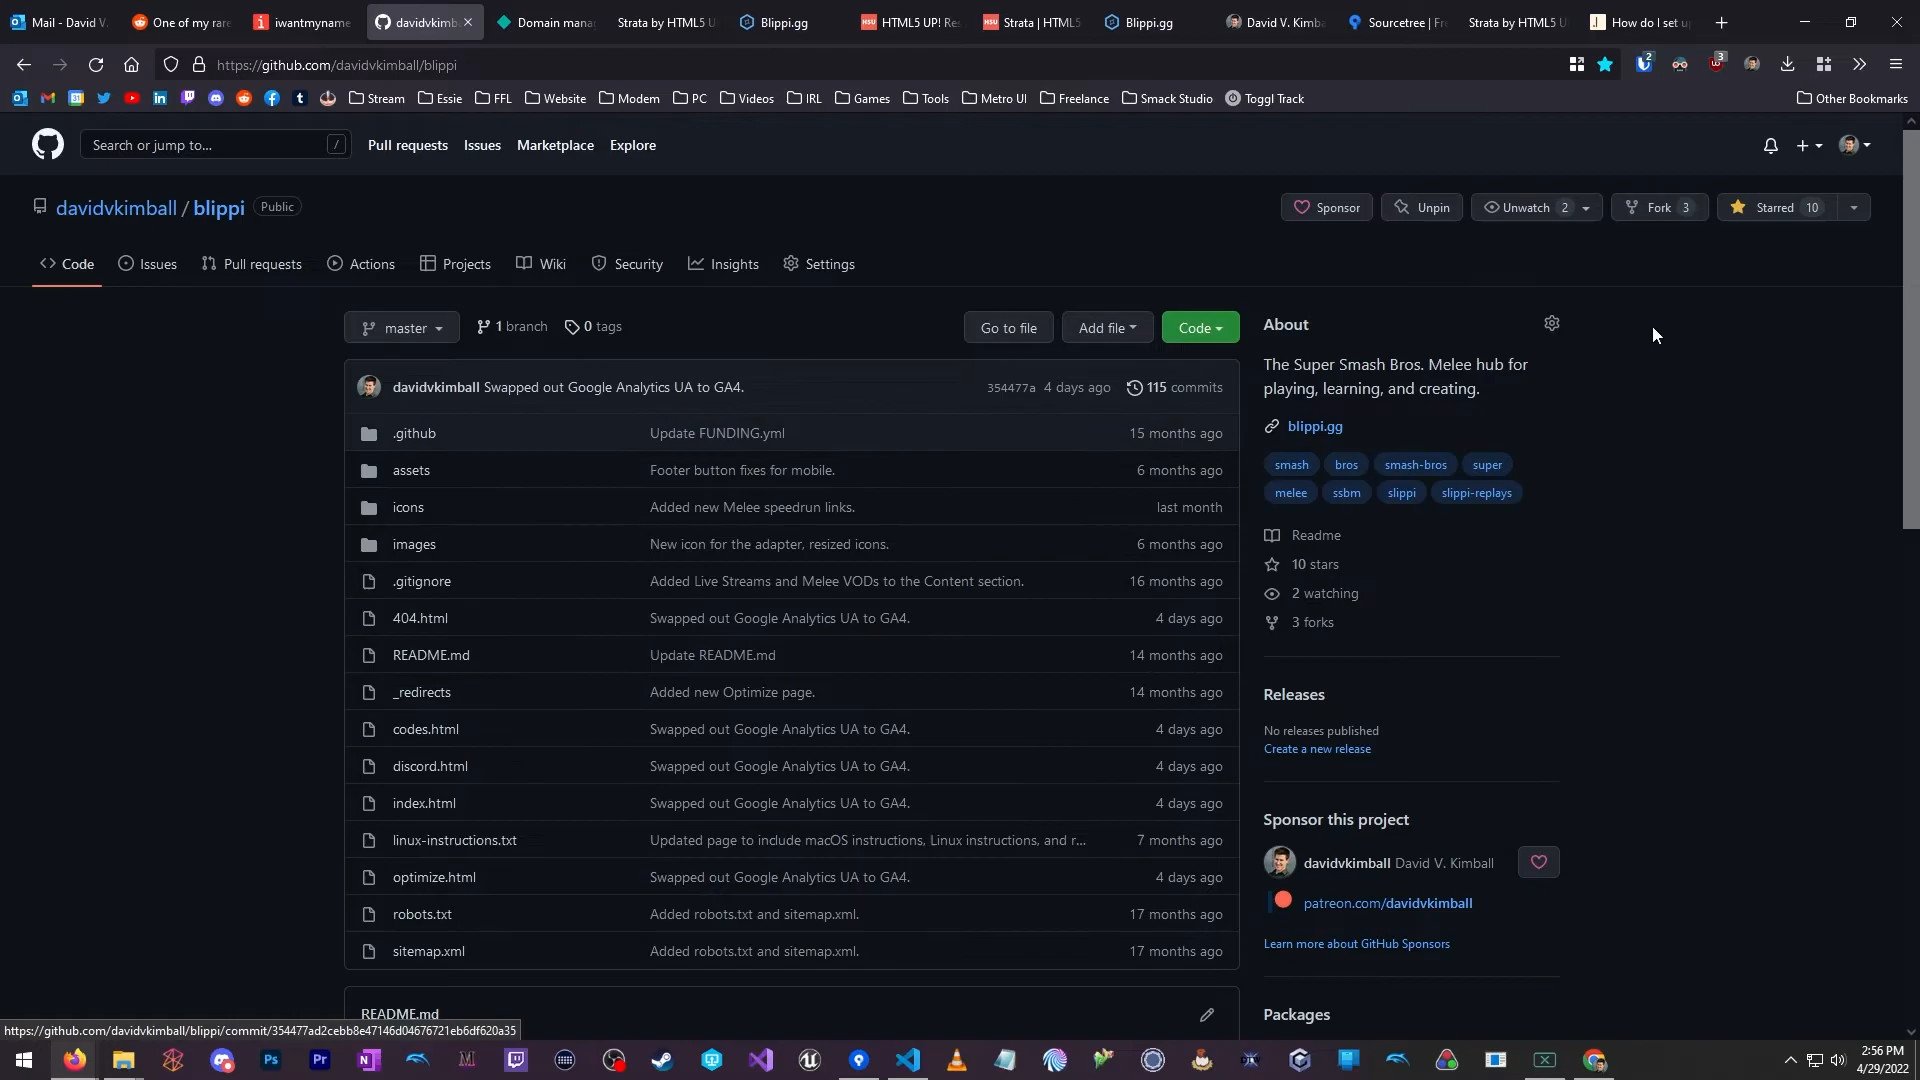 Mail - David V.
One of my rare
iwantmyname
davidvkimba
Domain mana
Strata by HTML5 U
Blippi.gg
HTML5 UP! Re
Strata | HTML5
Blippi.gg
David V. Kimba
Sourcetree | Fr
Strata by HTML5 U
How do I set u
https://github.com/davidvkimball/blippi
2
3
Stream
Essie
FFL
Website
Modem
PC
Videos
IRL
Games
Tools
Metro UI
Freelance
Smack Studio
Toggl Track
Other Bookmarks
Search or jump to...
/
Pull requests
Issues
Marketplace
Explore
davidvkimball / blippi
Public
Sponsor
Unpin
Unwatch 2
Fork 3
Starred 10
Code
Issues
Pull requests
Actions
Projects
Wiki
Security
Insights
Settings
master
1 branch
0 tags
Go to file
Add file
Code
davidvkimball Swapped out Google Analytics UA to GA4.
354477a 4 days ago
115 commits
.github Update FUNDING.yml 15 months ago
assets Footer button fixes for mobile. 6 months ago
icons Added new Melee speedrun links. last month
images New icon for the adapter, resized icons. 6 months ago
.gitignore Added Live Streams and Melee VODs to the Content section. 16 months ago
404.html Swapped out Google Analytics UA to GA4. 4 days ago
README.md Update README.md 14 months ago
_redirects Added new Optimize page. 14 months ago
codes.html Swapped out Google Analytics UA to GA4. 4 days ago
discord.html Swapped out Google Analytics UA to GA4. 4 days ago
index.html Swapped out Google Analytics UA to GA4. 4 days ago
linux-instructions.txt Updated page to include macOS instructions, Linux instructions, and r... 7 months ago
optimize.html Swapped out Google Analytics UA to GA4. 4 days ago
robots.txt Added robots.txt and sitemap.xml. 17 months ago
sitemap.xml Added robots.txt and sitemap.xml. 17 months ago
README.md
About
The Super Smash Bros. Melee hub for
playing, learning, and creating.
blippi.gg
smash bros smash-bros super
melee ssbm slippi slippi-replays
Readme
10 stars
2 watching
3 forks
Releases
No releases published
Create a new release
Sponsor this project
davidvkimball David V. Kimball
patreon.com/davidvkimball
Learn more about GitHub Sponsors
Packages
https://github.com/davidvkimball/blippi/commit/354477ad2cebb8e47146d04676721eb6df620a35
Ps
Pr
N
2:56 PM
4/29/2022